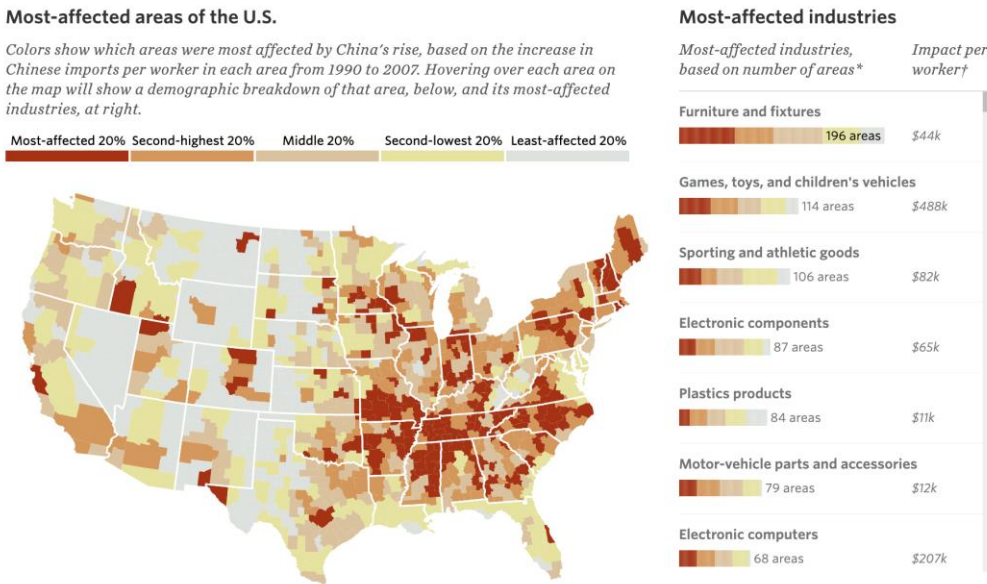 Most-affected areas of the U.S.
Colors show which areas were most affected by China's rise, based on the increase in
Chinese imports per worker in each area from 1990 to 2007. Hovering over each area on
the map will show a demographic breakdown of that area, below, and its most-affected
industries, at right.
Most-affected 20% Second-highest 20% Middle 20% Second-lowest 20% Least-affected 20%
Most-affected industries
Most-affected industries, Impact per
based on number of areas* worker†
Furniture and fixtures
196 areas $44k
Games, toys, and children's vehicles
114 areas $488k
Sporting and athletic goods
106 areas $82k
Electronic components
87 areas $65k
Plastics products
84 areas $11k
Motor-vehicle parts and accessories
79 areas $12k
Electronic computers
68 areas $207k